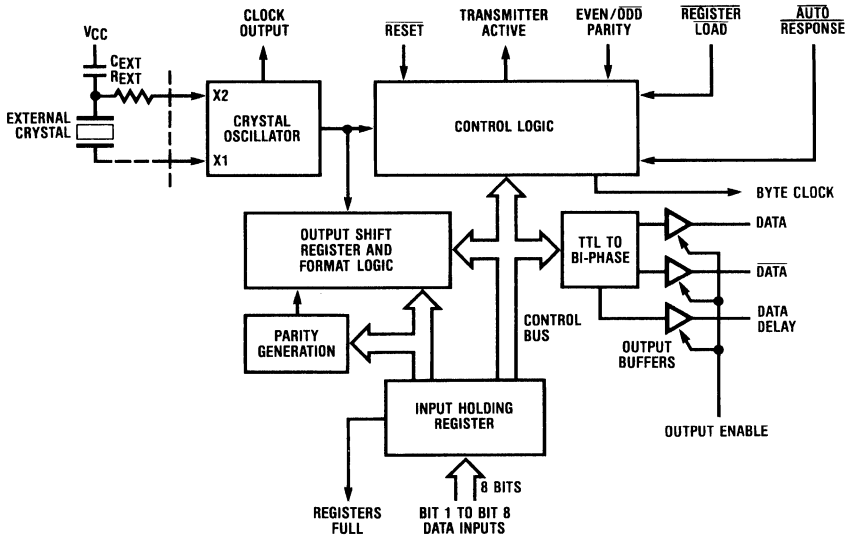 CLOCK
OUTPUT
RESET
TRANSMITTER
ACTIVE
EVEN/ODD
PARITY
REGISTER
LOAD
AUTO
RESPONSE
VCC
CEXT
REXT
EXTERNAL
CRYSTAL
X2
X1
CRYSTAL
OSCILLATOR
CONTROL LOGIC
BYTE CLOCK
OUTPUT SHIFT
REGISTER AND
FORMAT LOGIC
TTL TO
BI-PHASE
DATA
DATA
DATA
DELAY
PARITY
GENERATION
CONTROL
BUS
OUTPUT
BUFFERS
INPUT HOLDING
REGISTER
OUTPUT ENABLE
8 BITS
REGISTERS
FULL
BIT 1 TO BIT 8
DATA INPUTS